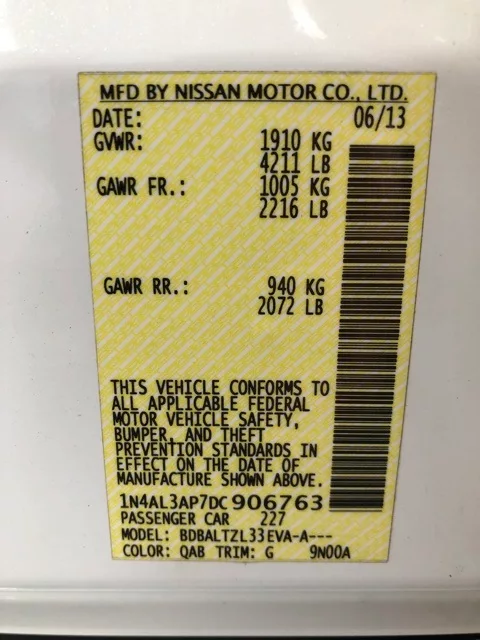 MFD BY NISSAN MOTOR CO., LTD.
DATE: 06/13
GVWR: 1910 KG
4211 LB
GAWR FR.: 1005 KG
2216 LB
GAWR RR.: 940 KG
2072 LB
THIS VEHICLE CONFORMS TO
ALL APPLICABLE FEDERAL
MOTOR VEHICLE SAFETY,
BUMPER, AND THEFT
PREVENTION STANDARDS IN
EFFECT ON THE DATE OF
MANUFACTURE SHOWN ABOVE.
1N4AL3AP7DC906763
PASSENGER CAR 227
MODEL: BDBALTZL33EVA-A---
COLOR: QAB TRIM: G 9N00A